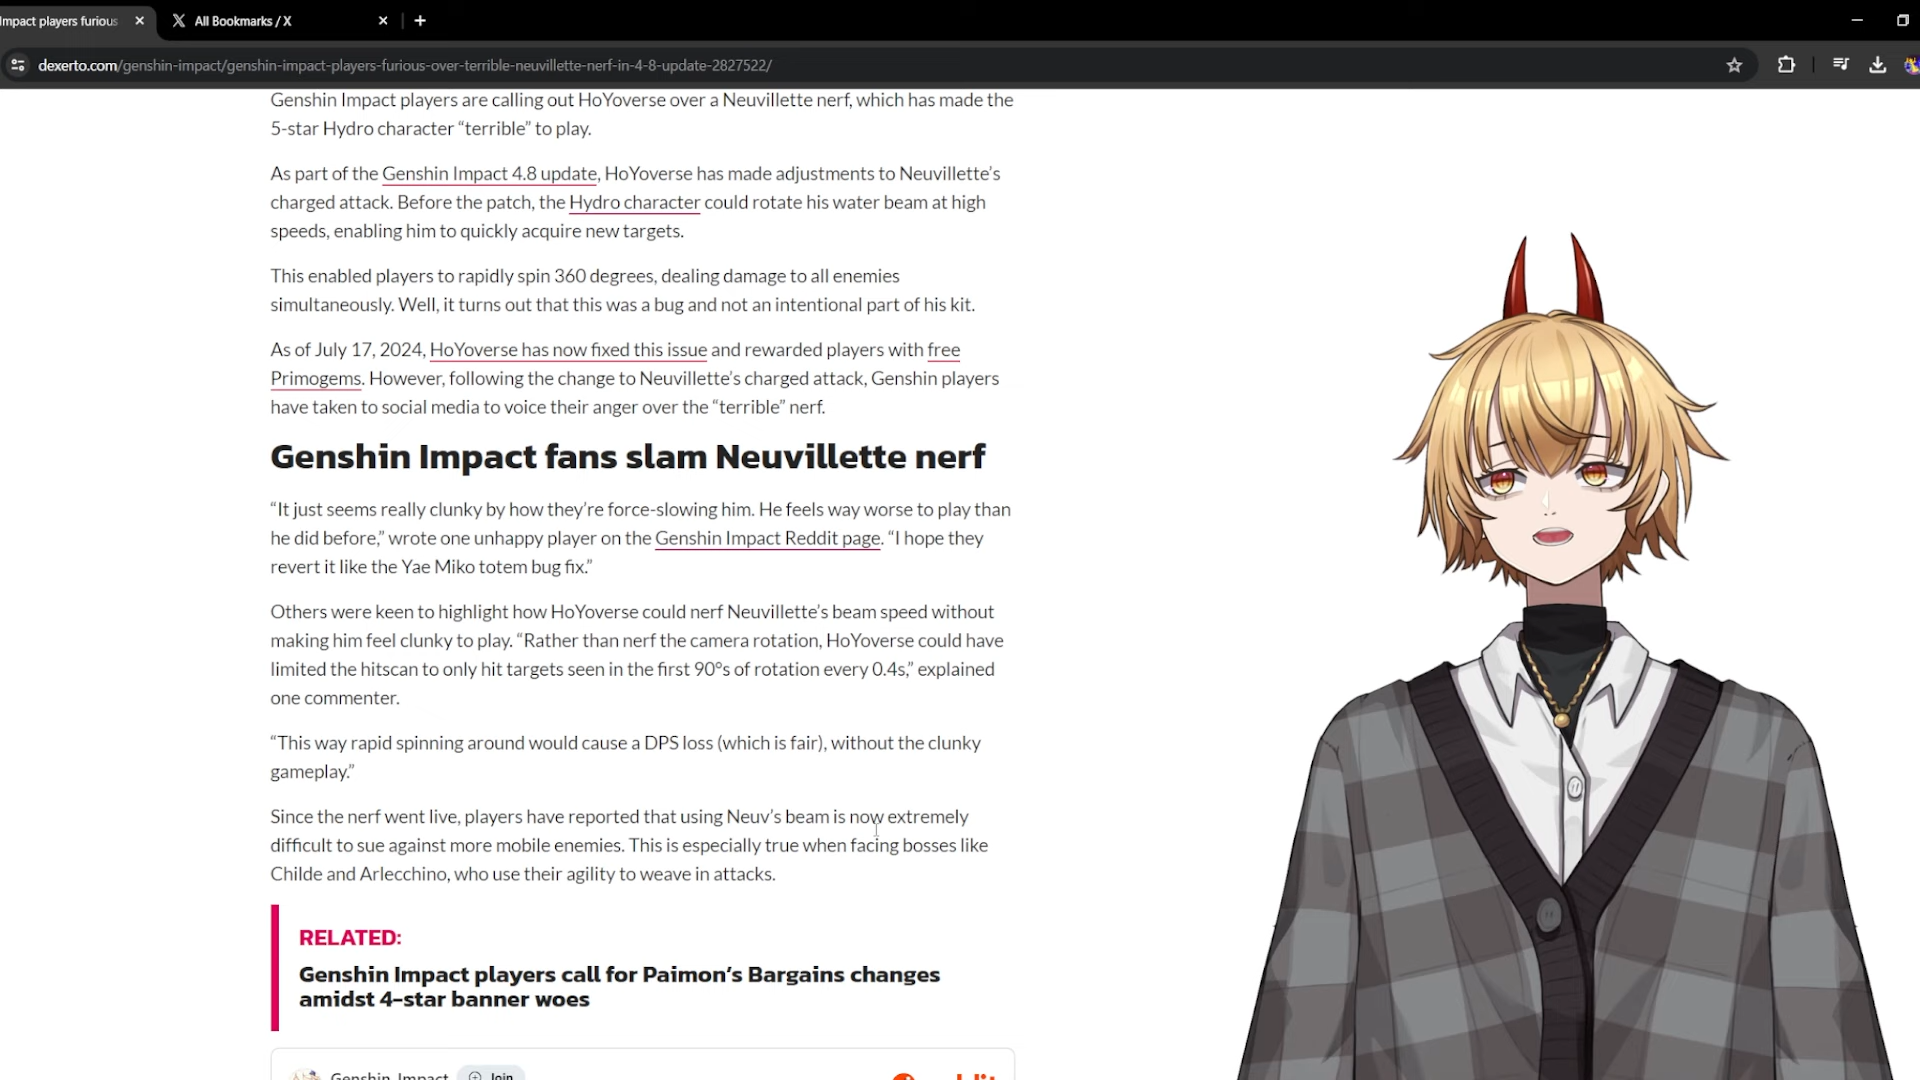 Impact players furious
All Bookmarks / X
dexerto.com/genshin-impact/genshin-impact-players-furious-over-terrible-neuvillette-nerf-in-4-8-update-2827522/
Genshin Impact players are calling out HoYoverse over a Neuvillette nerf, which has made the
5-star Hydro character “terrible” to play.
As part of the Genshin Impact 4.8 update, HoYoverse has made adjustments to Neuvillette’s
charged attack. Before the patch, the Hydro character could rotate his water beam at high
speeds, enabling him to quickly acquire new targets.
This enabled players to rapidly spin 360 degrees, dealing damage to all enemies
simultaneously. Well, it turns out that this was a bug and not an intentional part of his kit.
As of July 17, 2024, HoYoverse has now fixed this issue and rewarded players with free
Primogems. However, following the change to Neuvillette’s charged attack, Genshin players
have taken to social media to voice their anger over the “terrible” nerf.
Genshin Impact fans slam Neuvillette nerf
“It just seems really clunky by how they’re force-slowing him. He feels way worse to play than
he did before,” wrote one unhappy player on the Genshin Impact Reddit page. “I hope they
revert it like the Yae Miko totem bug fix.”
Others were keen to highlight how HoYoverse could nerf Neuvillette’s beam speed without
making him feel clunky to play. “Rather than nerf the camera rotation, HoYoverse could have
limited the hitscan to only hit targets seen in the first 90°s of rotation every 0.4s,” explained
one commenter.
“This way rapid spinning around would cause a DPS loss (which is fair), without the clunky
gameplay.”
Since the nerf went live, players have reported that using Neuv’s beam is now extremely
difficult to sue against more mobile enemies. This is especially true when facing bosses like
Childe and Arlecchino, who use their agility to weave in attacks.
RELATED:
Genshin Impact players call for Paimon’s Bargains changes
amidst 4-star banner woes
Genshin_Impact Join